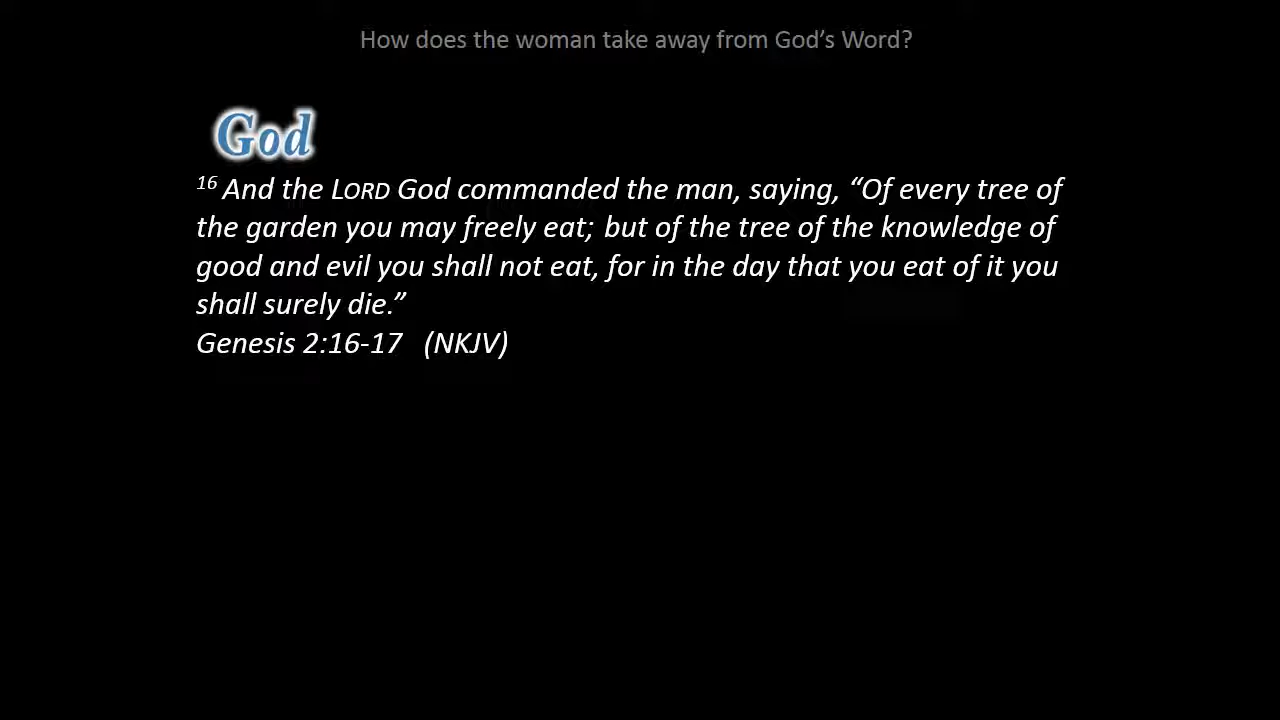 How does the woman take away from God’s Word?
God
16 And the LORD God commanded the man, saying, “Of every tree of
the garden you may freely eat; but of the tree of the knowledge of
good and evil you shall not eat, for in the day that you eat of it you
shall surely die.”
Genesis 2:16-17 (NKJV)